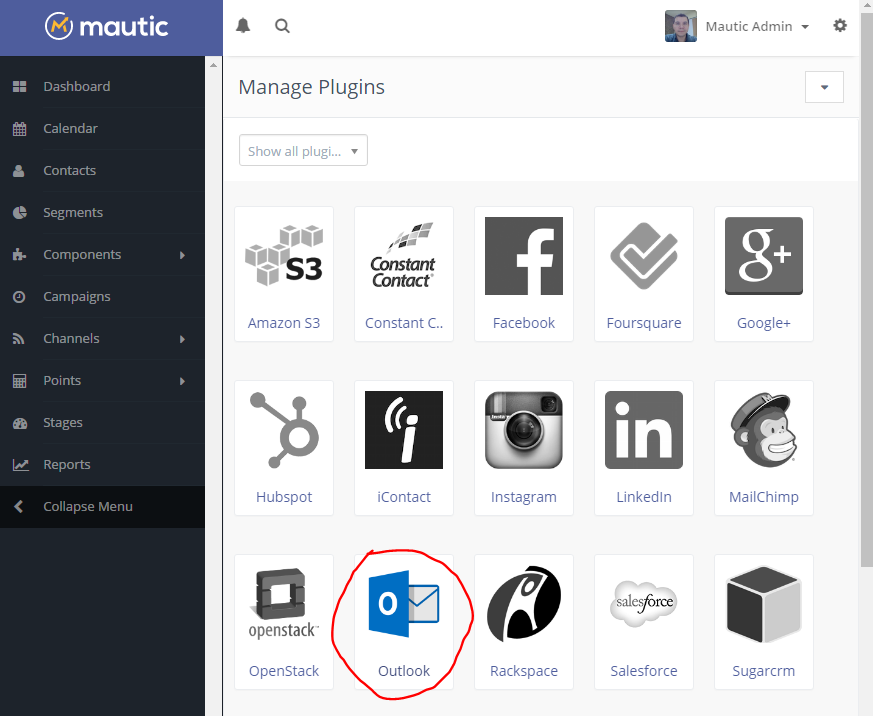 mautic
Mautic Admin
Dashboard
Calendar
Contacts
Segments
Components
Campaigns
Channels
Points
Stages
Reports
Collapse Menu
Manage Plugins
Show all plugi...
S3
Constant
Contact
Amazon S3
Constant C..
Facebook
Foursquare
g+
Google+
Hubspot
iContact
Instagram
in
LinkedIn
MailChimp
openstack
OpenStack
O
Outlook
Rackspace
salesforce
Salesforce
Sugarcrm